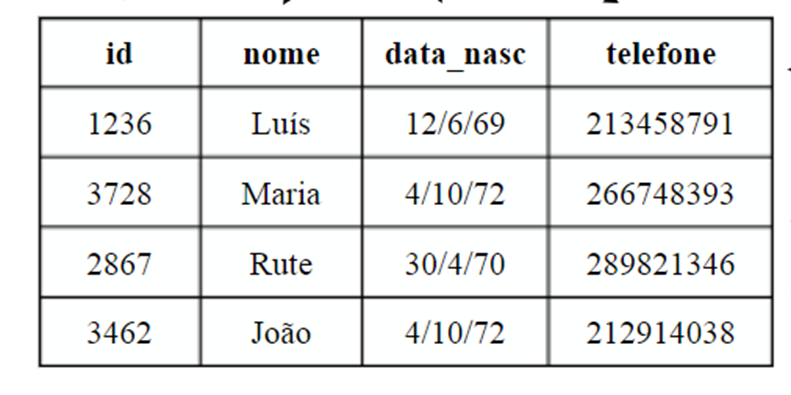 id nome data_nasc telefone
1236 Luís 12/6/69 213458791
3728 Maria 4/10/72 266748393
2867 Rute 30/4/70 289821346
3462 João 4/10/72 212914038